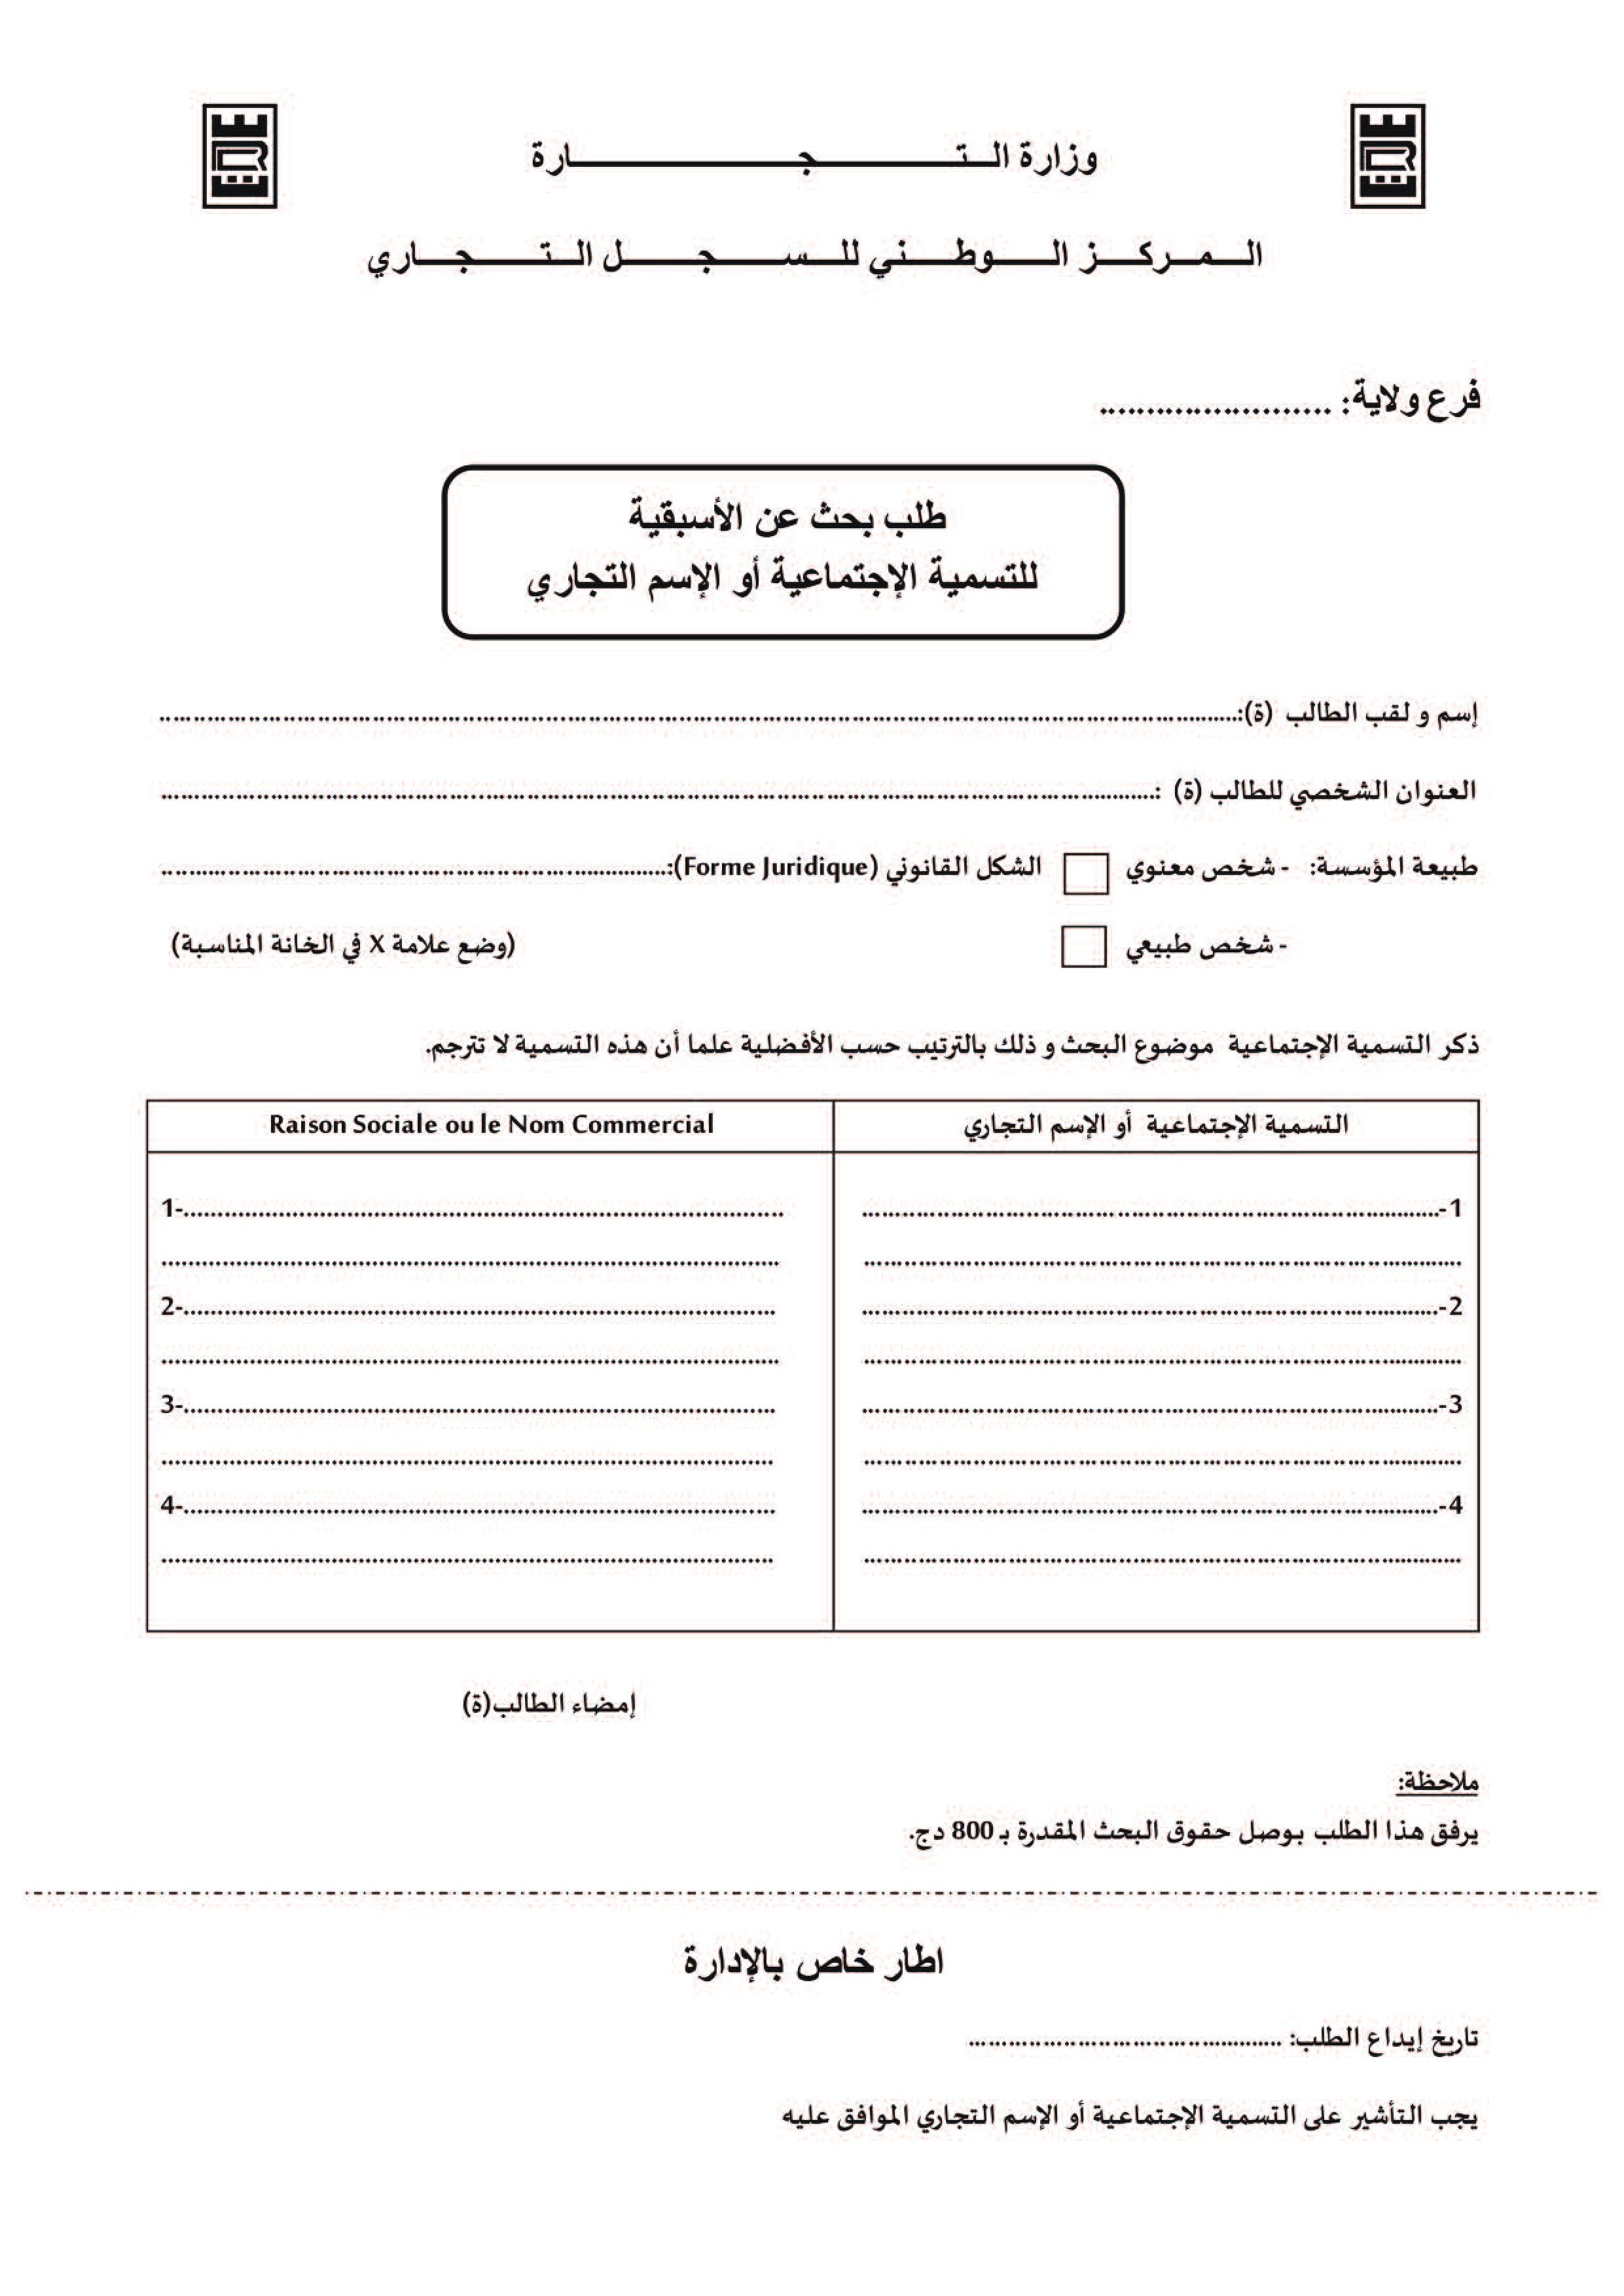 وزارة الـتـجـارة
الـمـركـز الـوطـني للـسـجـل الـتـجـاري
فرع ولاية: ........................
طلب بحث عن الأسبقية
للتسمية الإجتماعية أو الإسم التجاري
إسم و لقب الطالب (ة):........................................................................
العنوان الشخصي للطالب (ة) :........................................................................
طبيعة المؤسسة: - شخص معنوي الشكل القانوني (Forme Juridique):........................................
- شخص طبيعي (وضع علامة X في الخانة المناسبة)
ذكر التسمية الإجتماعية موضوع البحث و ذلك بالترتيب حسب الأفضلية علما أن هذه التسمية لا تترجم.
التسمية الإجتماعية أو الإسم التجاري Raison Sociale ou le Nom Commercial
1-........................................ 1-........................................
........................................ ........................................
2-........................................ 2-........................................
........................................ ........................................
3-........................................ 3-........................................
........................................ ........................................
4-........................................ 4-........................................
........................................ ........................................
إمضاء الطالب(ة)
ملاحظة:
يرفق هذا الطلب بوصل حقوق البحث المقدرة بـ 800 دج.
اطار خاص بالإدارة
تاريخ إيداع الطلب: ........................................
يجب التأشير على التسمية الإجتماعية أو الإسم التجاري الموافق عليه